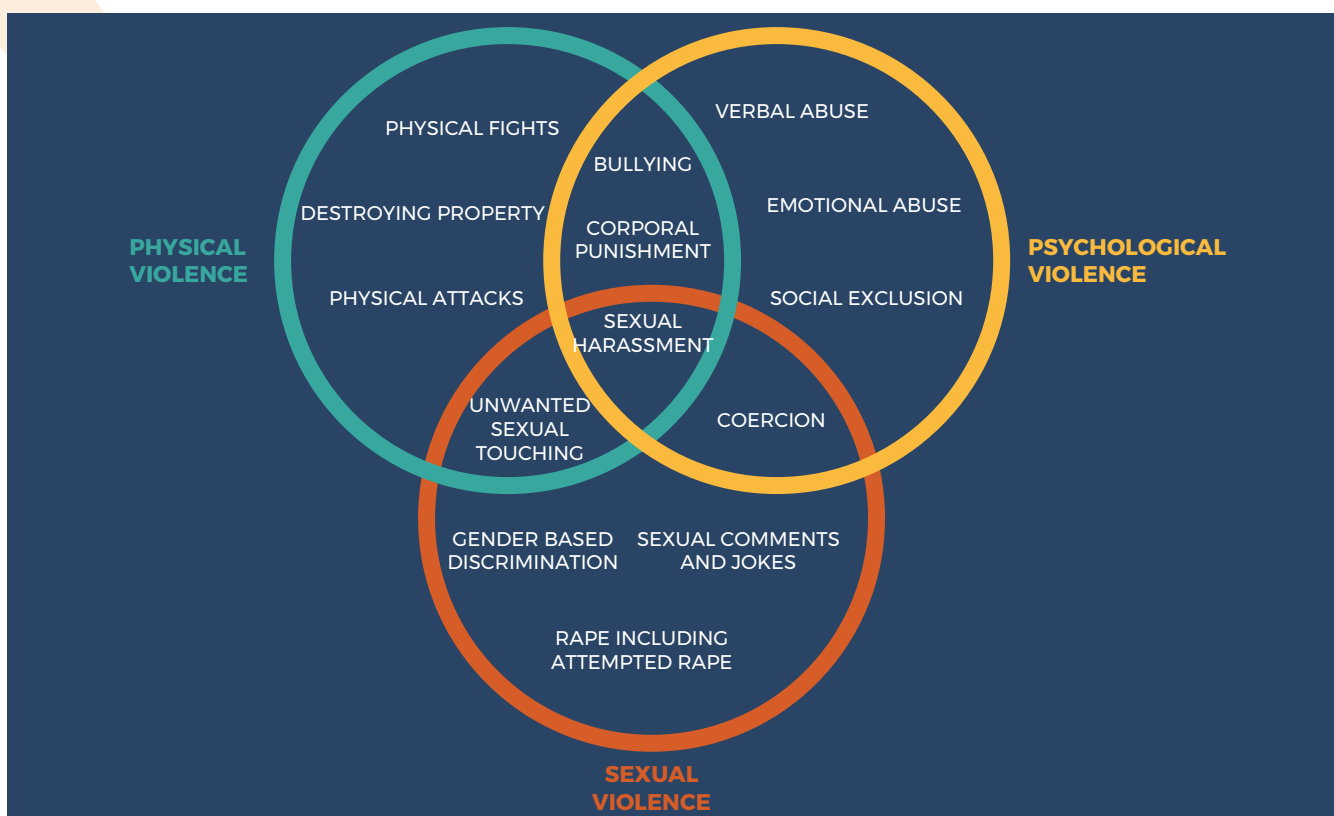 PHYSICAL FIGHTS
DESTROYING PROPERTY
PHYSICAL
VIOLENCE
PHYSICAL ATTACKS
BULLYING
CORPORAL
PUNISHMENT
VERBAL ABUSE
EMOTIONAL ABUSE
SOCIAL EXCLUSION
PSYCHOLOGICAL
VIOLENCE
SEXUAL
HARASSMENT
UNWANTED
SEXUAL
TOUCHING
COERCION
GENDER BASED
DISCRIMINATION
SEXUAL COMMENTS
AND JOKES
RAPE INCLUDING
ATTEMPTED RAPE
SEXUAL
VIOLENCE